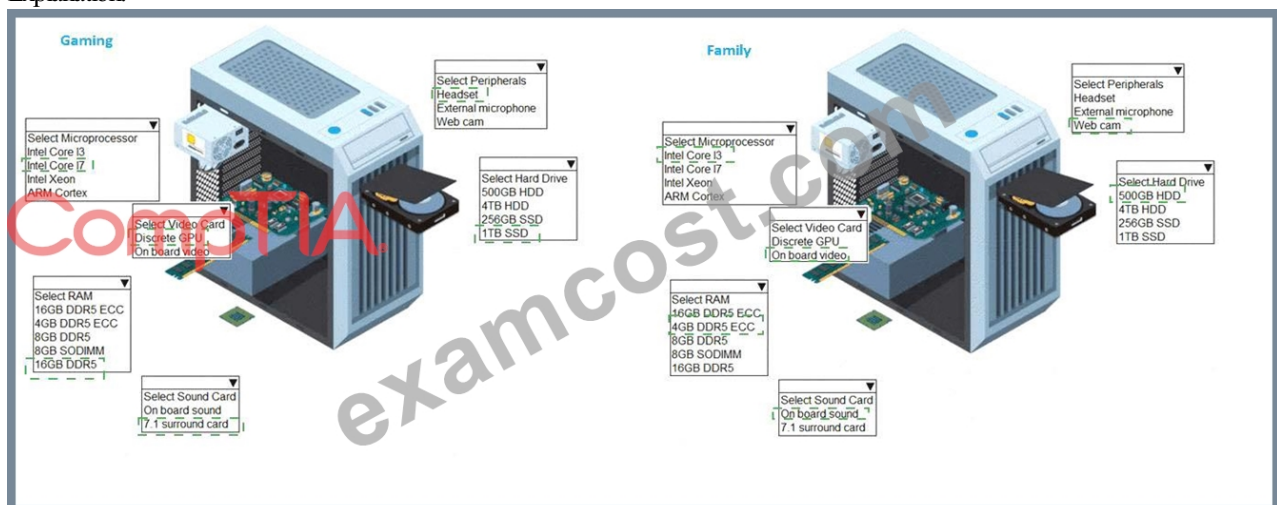 Gaming
Select Peripherals
Headset
External microphone
Web cam
Select Microprocessor
Intel Core I3
Intel Core I7
Intel Xeon
ARM Cortex
Select Hard Drive
500GB HDD
4TB HDD
256GB SSD
1TB SSD
CompTIA.
Select Video Card
Discrete GPU
On board video
Select RAM
16GB DDR5 ECC
4GB DDR5 ECC
8GB DDR5
8GB SODIMM
16GB DDR5
Select Sound Card
On board sound
7.1 surround card
Family
Select Peripherals
Headset
External microphone
Web cam
Select Microprocessor
Intel Core I3
Intel Core I7
Intel Xeon
ARM Cortex
Select Hard Drive
500GB HDD
4TB HDD
256GB SSD
1TB SSD
Select Video Card
Discrete GPU
On board video
Select RAM
16GB DDR5 ECC
4GB DDR5 ECC
8GB DDR5
8GB SODIMM
16GB DDR5
Select Sound Card
On board sound
7.1 surround card
examcost.com